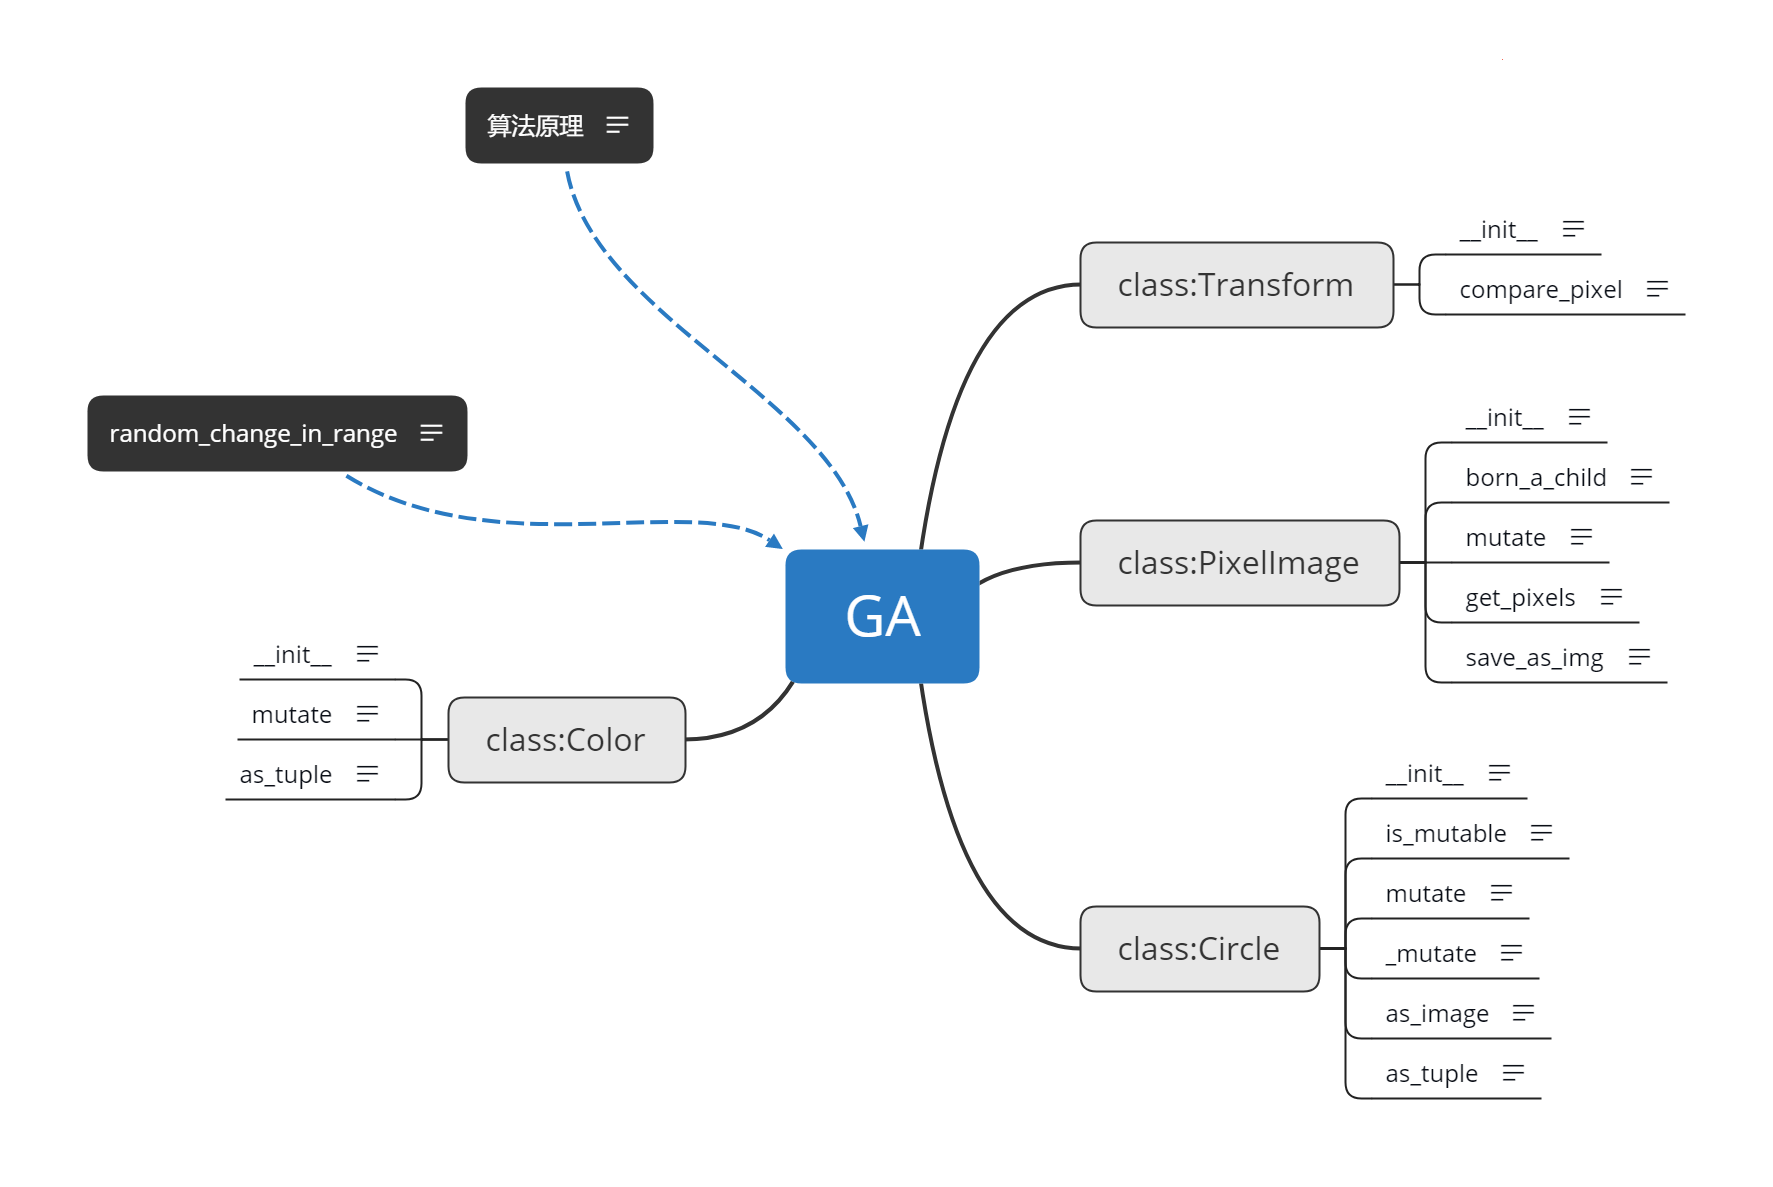 算法原理
random_change_in_range
GA
class:Transform
__init__
compare_pixel
class:PixelImage
__init__
born_a_child
mutate
get_pixels
save_as_img
class:Circle
__init__
is_mutable
mutate
_mutate
as_image
as_tuple
class:Color
__init__
mutate
as_tuple